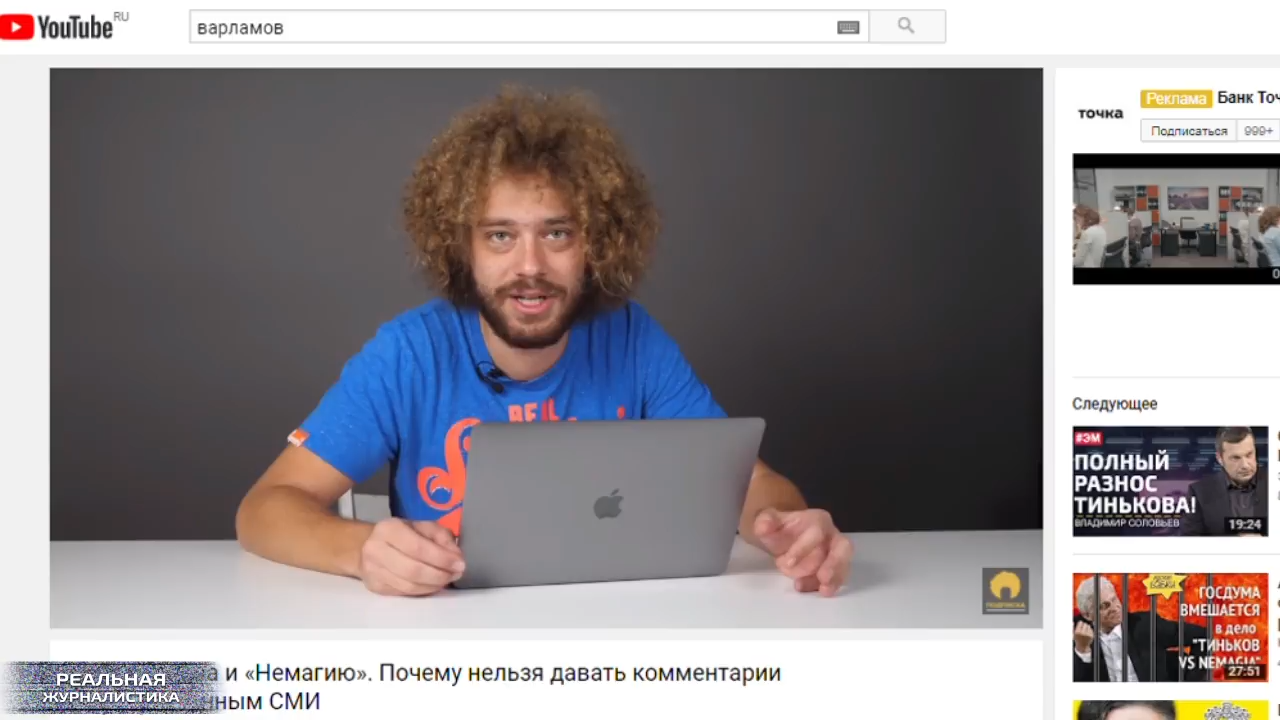 YouTube RU
варламов
точка
Реклама Банк Точ
Подписаться 999+
Следующее
#ЭМ
ПОЛНЫЙ
РАЗНОС
ТИНЬКОВА!
ВЛАДИМИР СОЛОВЬЕВ
19:24
ГОСДУМА
ВМЕШАЕТСЯ
в дело
"ТИНЬКОВ
VS NEMAGIA"
27:51
ПОДПИСКА
а и «Немагию». Почему нельзя давать комментарии
ным СМИ
РЕАЛЬНАЯ
ЖУРНАЛИСТИКА